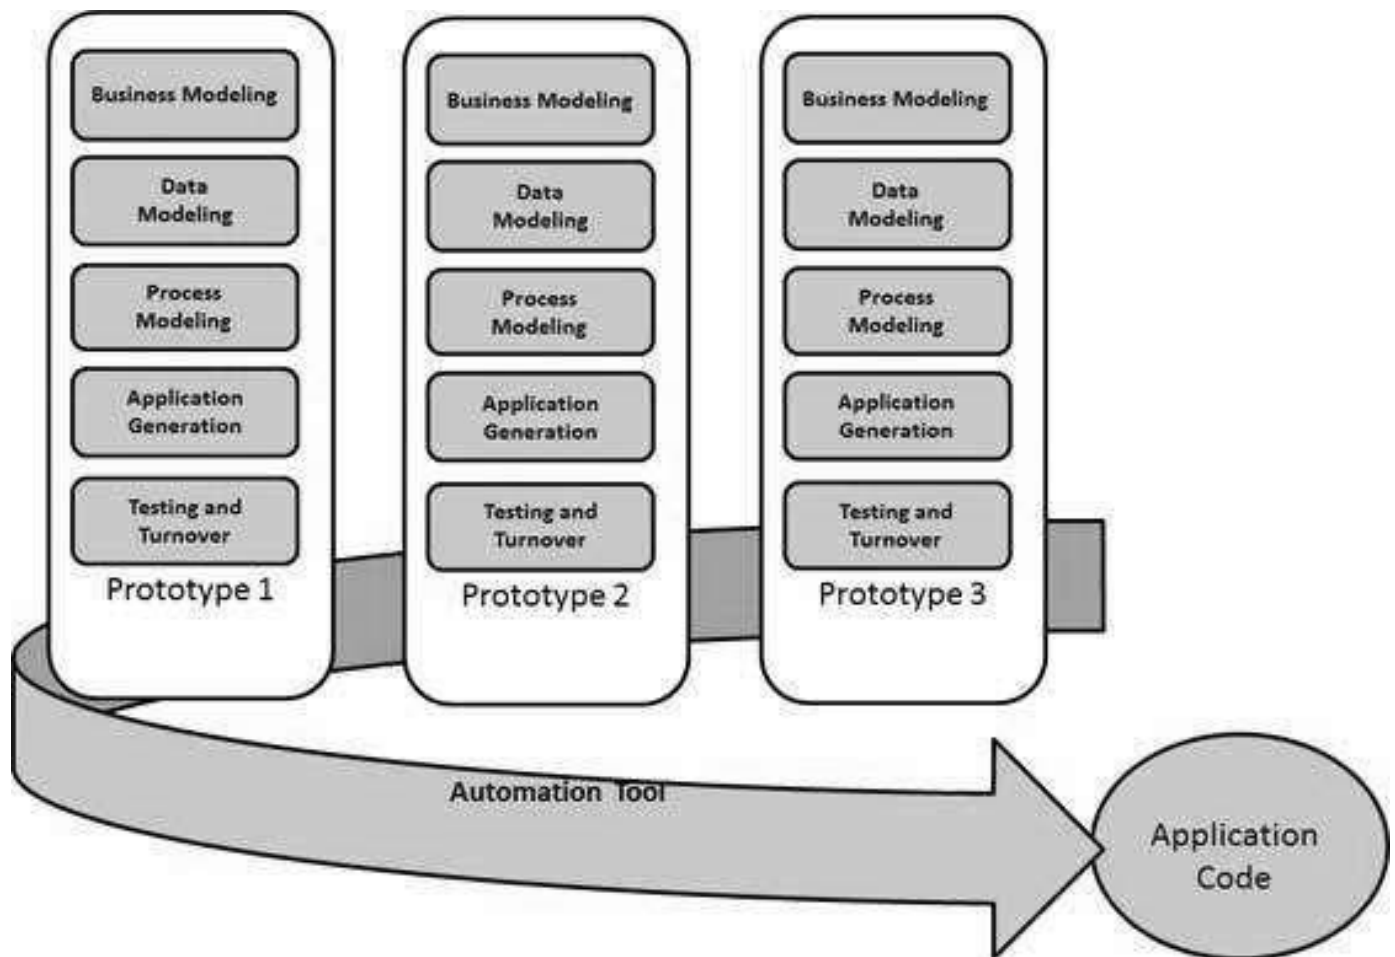 Business Modeling
Data
Modeling
Process
Modeling
Application
Generation
Testing and
Turnover
Prototype 1
Business Modeling
Data
Modeling
Process
Modeling
Application
Generation
Testing and
Turnover
Prototype 2
Business Modeling
Data
Modeling
Process
Modeling
Application
Generation
Testing and
Turnover
Prototype 3
Automation Tool
Application
Code